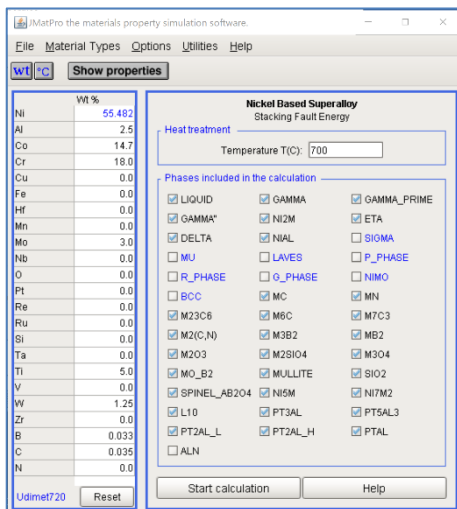 JMatPro the materials property simulation software.
File Material Types Options Utilities Help
wt °C Show properties
Wt %
Ni 55.482
Al 2.5
Co 14.7
Cr 18.0
Cu 0.0
Fe 0.0
Hf 0.0
Mn 0.0
Mo 3.0
Nb 0.0
O 0.0
Pt 0.0
Re 0.0
Ru 0.0
Si 0.0
Ta 0.0
Ti 5.0
V 0.0
W 1.25
Zr 0.0
B 0.033
C 0.035
N 0.0
Udimet720 Reset
Nickel Based Superalloy
Stacking Fault Energy
Heat treatment
Temperature T(C): 700
Phases included in the calculation
LIQUID GAMMA GAMMA_PRIME
GAMMA" NI2M ETA
DELTA NIAL SIGMA
MU LAVES P_PHASE
R_PHASE G_PHASE NIMO
BCC MC MN
M23C6 M6C M7C3
M2(C,N) M3B2 MB2
M2O3 M2SIO4 M3O4
MO_B2 MULLITE SIO2
SPINEL_AB2O4 NI5M NI7M2
L10 PT3AL PT5AL3
PT2AL_L PT2AL_H PTAL
ALN
Start calculation Help